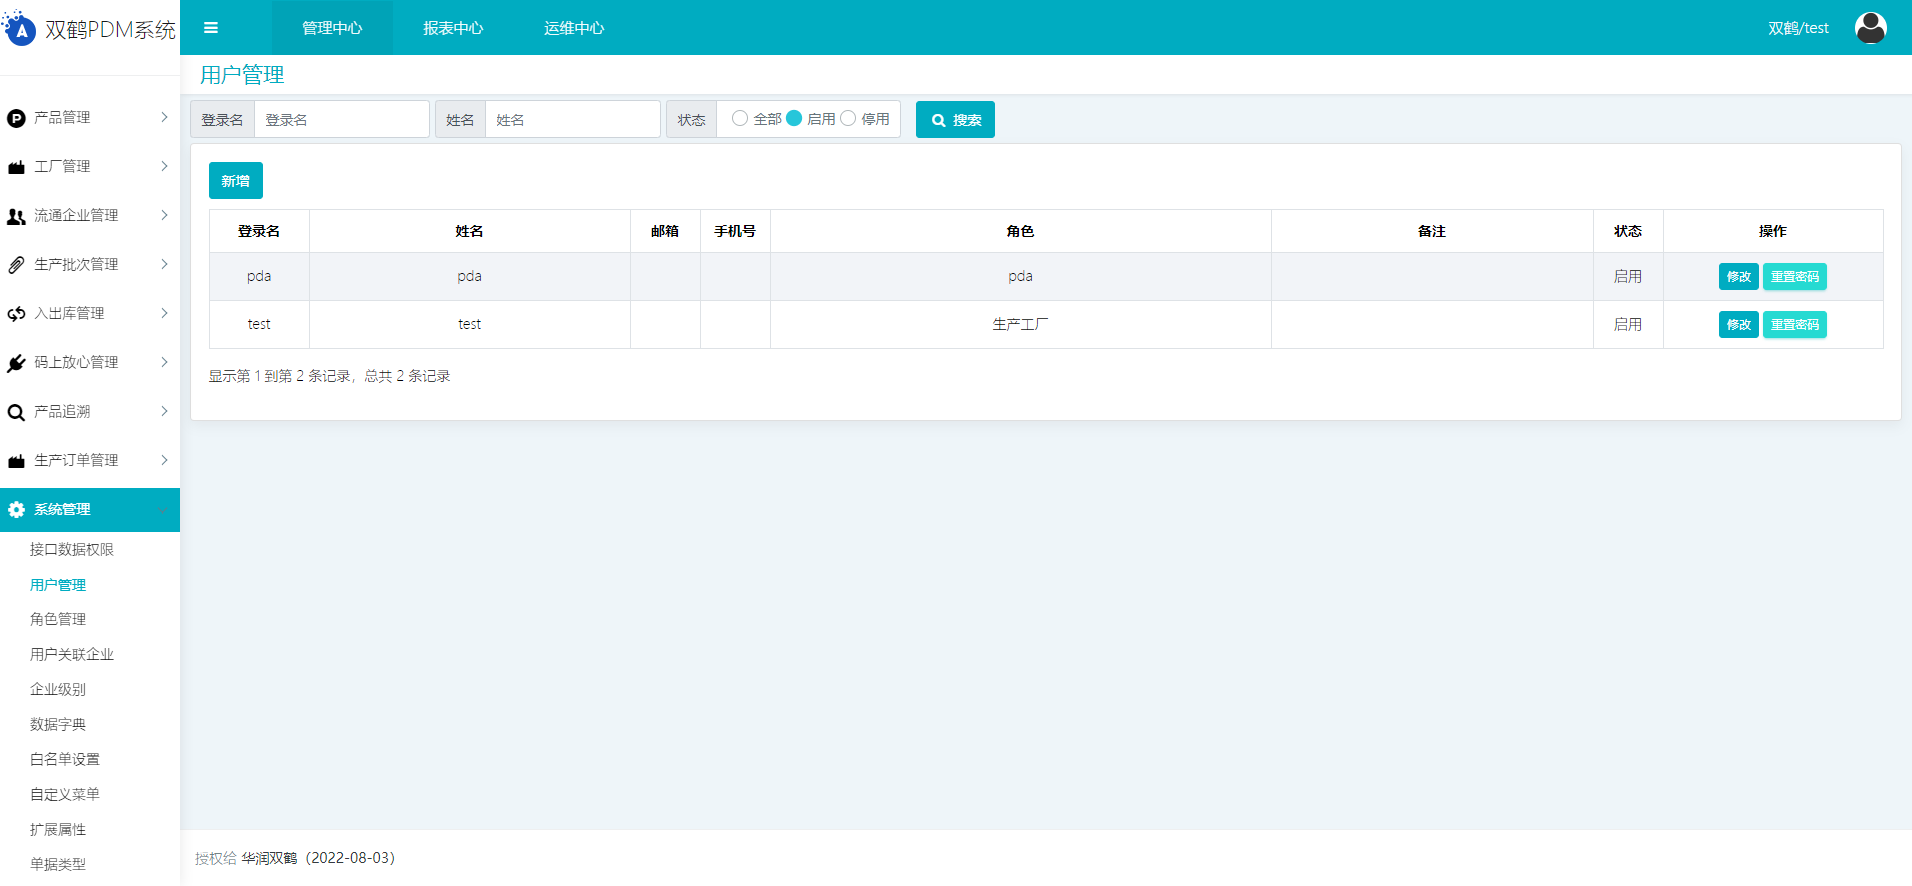 双鹤PDM系统
管理中心
报表中心
运维中心
双鹤/test
产品管理
工厂管理
流通企业管理
生产批次管理
入出库管理
码上放心管理
产品追溯
生产订单管理
系统管理
接口数据权限
用户管理
角色管理
用户关联企业
企业级别
数据字典
白名单设置
自定义菜单
扩展属性
单据类型
用户管理
登录名 登录名 姓名 姓名 状态 全部 启用 停用 搜索
新增
登录名 姓名 邮箱 手机号 角色 备注 状态 操作
pda pda pda 启用 修改 重置密码
test test 生产工厂 启用 修改 重置密码
显示第 1 到第 2 条记录，总共 2 条记录
授权给 华润双鹤（2022-08-03）